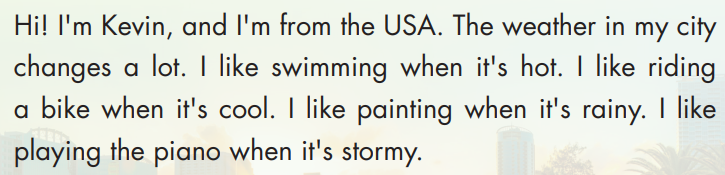 Hi! I'm Kevin, and I'm from the USA. The weather in my city
changes a lot. I like swimming when it's hot. I like riding
a bike when it's cool. I like painting when it's rainy. I like
playing the piano when it's stormy.